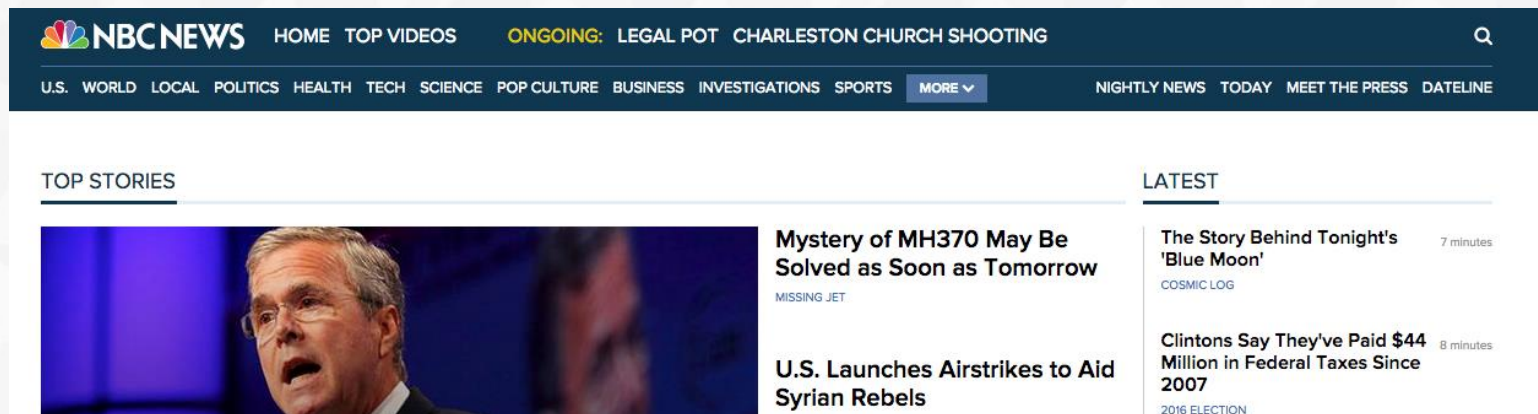 NBC NEWS HOME TOP VIDEOS ONGOING: LEGAL POT CHARLESTON CHURCH SHOOTING
U.S. WORLD LOCAL POLITICS HEALTH TECH SCIENCE POP CULTURE BUSINESS INVESTIGATIONS SPORTS MORE NIGHTLY NEWS TODAY MEET THE PRESS DATELINE
TOP STORIES
Mystery of MH370 May Be
Solved as Soon as Tomorrow
MISSING JET
U.S. Launches Airstrikes to Aid
Syrian Rebels
LATEST
The Story Behind Tonight's
'Blue Moon'
7 minutes
COSMIC LOG
Clintons Say They've Paid $44
Million in Federal Taxes Since
2007
8 minutes
2016 ELECTION